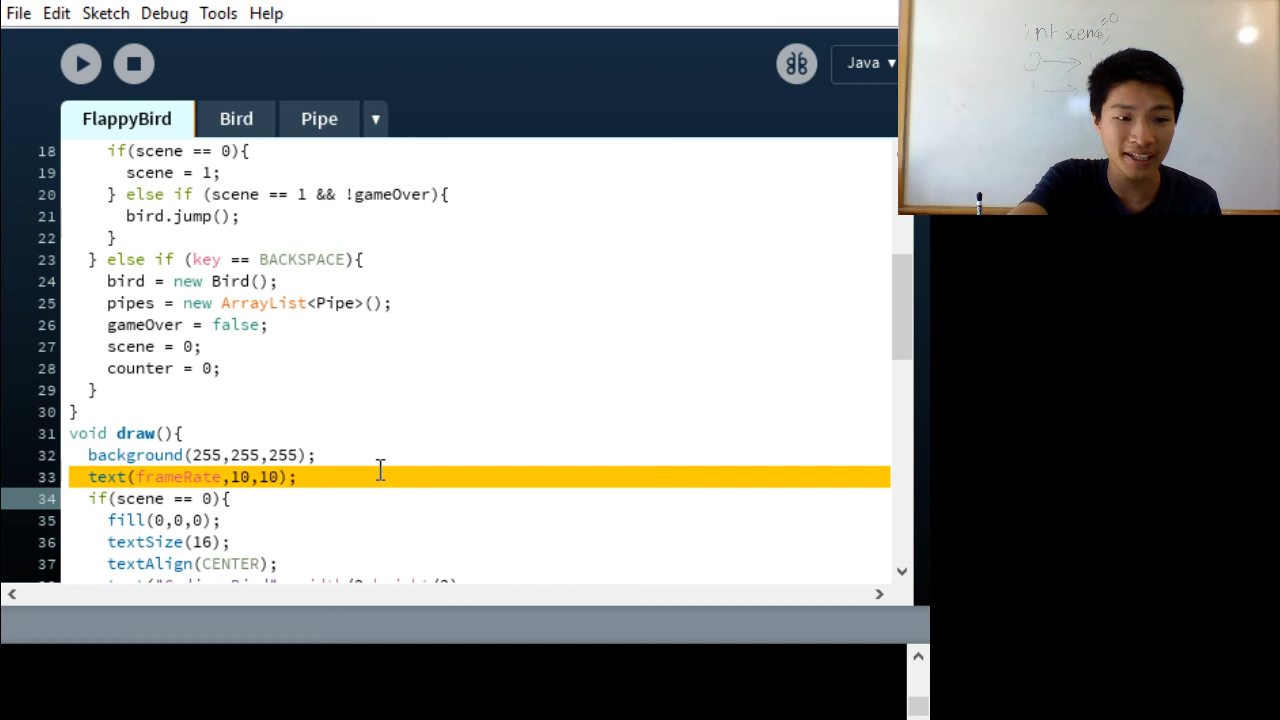 File Edit Sketch Debug Tools Help
Java ▾
FlappyBird Bird Pipe ▾
int scene;
18 if(scene == 0){
19 scene = 1;
20 } else if (scene == 1 && !gameOver){
21 bird.jump();
22 }
23 } else if (key == BACKSPACE){
24 bird = new Bird();
25 pipes = new ArrayList<Pipe>();
26 gameOver = false;
27 scene = 0;
28 counter = 0;
29 }
30 }
31 void draw(){
32 background(255,255,255);
33 text(frameRate,10,10);
34 if(scene == 0){
35 fill(0,0,0);
36 textSize(16);
37 textAlign(CENTER);